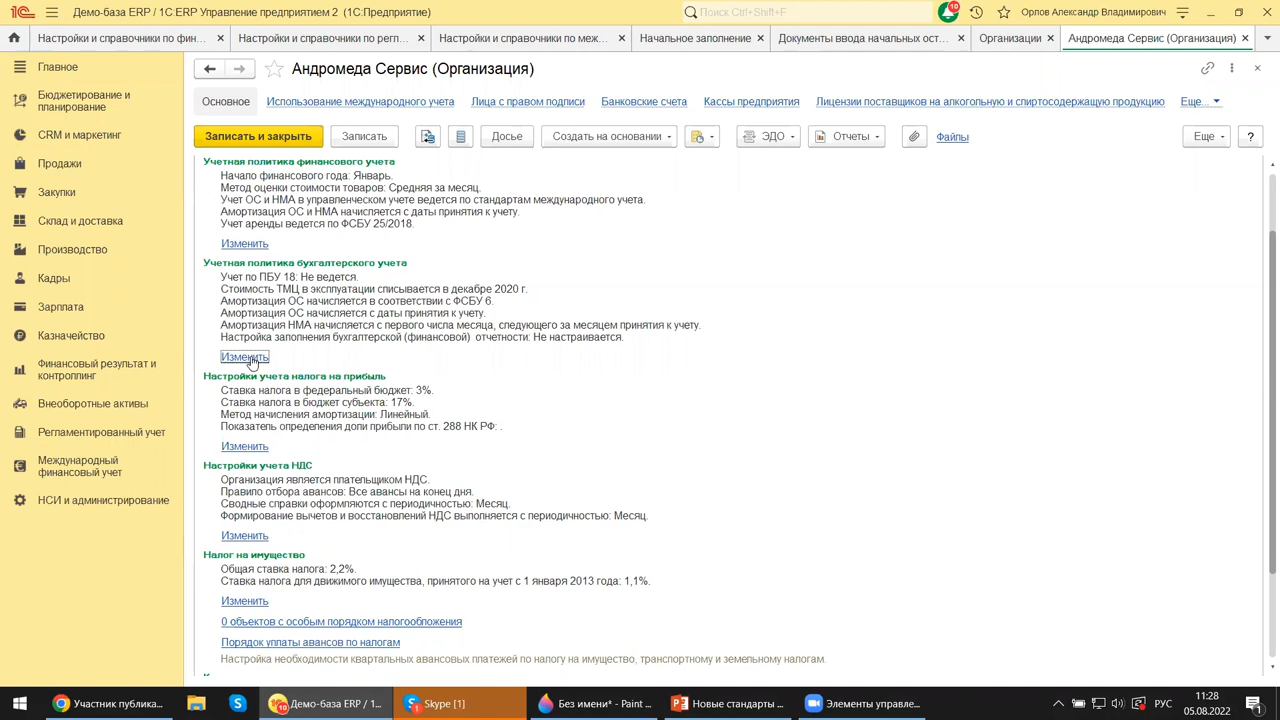 Демо-база ERP / 1С:ERP Управление предприятием 2 (1С:Предприятие)
Поиск Ctrl+Shift+F
10
Орлов Александр Владимирович
Настройки и справочники по фин...
Настройки и справочники по регл...
Настройки и справочники по меж...
Начальное заполнение
Документы ввода начальных ост...
Организации
Андромеда Сервис (Организация)
Главное
Бюджетирование и
планирование
CRM и маркетинг
Продажи
Закупки
Склад и доставка
Производство
Кадры
Зарплата
Казначейство
Финансовый результат и
контроллинг
Внеоборотные активы
Регламентированный учет
Международный
финансовый учет
НСИ и администрирование
Андромеда Сервис (Организация)
Основное
Использование международного учета
Лица с правом подписи
Банковские счета
Кассы предприятия
Лицензии поставщиков на алкогольную и спиртосодержащую продукцию
Еще...
Записать и закрыть
Записать
Досье
Создать на основании
ЭДО
Отчеты
Файлы
Еще
?
Учетная политика финансового учета
Начало финансового года: Январь.
Метод оценки стоимости товаров: Средняя за месяц.
Учет ОС и НМА в управленческом учете ведется по стандартам международного учета.
Амортизация ОС и НМА начисляется с даты принятия к учету.
Учет аренды ведется по ФСБУ 25/2018.
Изменить
Учетная политика бухгалтерского учета
Учет по ПБУ 18: Не ведется.
Стоимость ТМЦ в эксплуатации списывается в декабре 2020 г.
Амортизация ОС начисляется в соответствии с ФСБУ 6.
Амортизация ОС начисляется с даты принятия к учету.
Амортизация НМА начисляется с первого числа месяца, следующего за месяцем принятия к учету.
Настройка заполнения бухгалтерской (финансовой) отчетности: Не настраивается.
Изменить
Настройки учета налога на прибыль
Ставка налога в федеральный бюджет: 3%.
Ставка налога в бюджет субъекта: 17%.
Метод начисления амортизации: Линейный.
Показатель определения доли прибыли по ст. 288 НК РФ: .
Изменить
Настройки учета НДС
Организация является плательщиком НДС.
Правило отбора авансов: Все авансы на конец дня.
Сводные справки оформляются с периодичностью: Месяц.
Формирование вычетов и восстановлений НДС выполняется с периодичностью: Месяц.
Изменить
Налог на имущество
Общая ставка налога: 2,2%.
Ставка налога для движимого имущества, принятого на учет с 1 января 2013 года: 1,1%.
Изменить
0 объектов с особым порядком налогообложения
Порядок уплаты авансов по налогам
Настройка необходимости квартальных авансовых платежей по налогу на имущество, транспортному и земельному налогам.
Участник публика...
Демо-база ERP / 1...
Skype [1]
Без имени* - Paint ...
Новые стандарты ...
Элементы управле...
РУС
11:28
05.08.2022